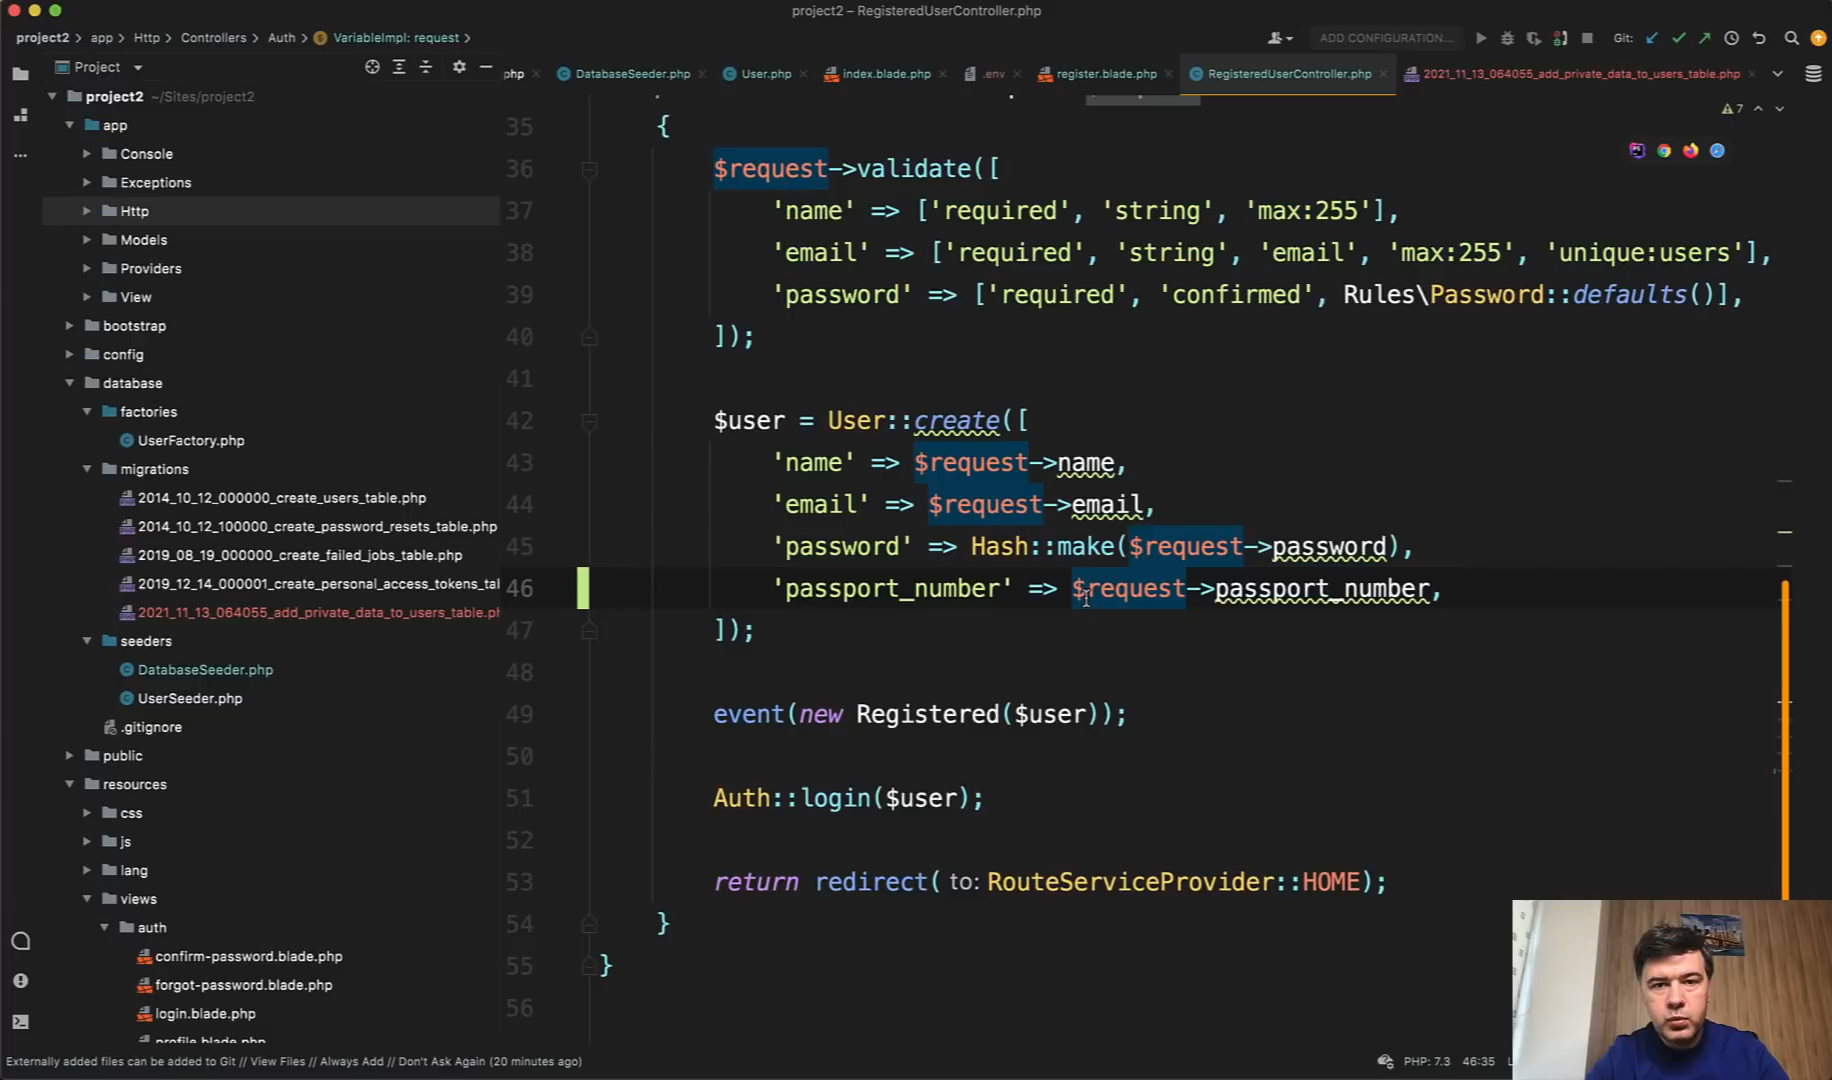 project2 – RegisteredUserController.php
project2 > app > Http > Controllers > Auth > VariableImpl: request >
ADD CONFIGURATION...
Git:
Project
php
DatabaseSeeder.php
User.php
index.blade.php
.env
register.blade.php
RegisteredUserController.php
2021_11_13_064055_add_private_data_to_users_table.php
project2 ~/Sites/project2
app
Console
Exceptions
Http
Models
Providers
View
bootstrap
config
database
factories
UserFactory.php
migrations
2014_10_12_000000_create_users_table.php
2014_10_12_100000_create_password_resets_table.php
2019_08_19_000000_create_failed_jobs_table.php
2019_12_14_000001_create_personal_access_tokens_tal
2021_11_13_064055_add_private_data_to_users_table.ph
seeders
DatabaseSeeder.php
UserSeeder.php
.gitignore
public
resources
css
js
lang
views
auth
confirm-password.blade.php
forgot-password.blade.php
login.blade.php
profile.blade.php
7
35 {
36 $request->validate([
37 'name' => ['required', 'string', 'max:255'],
38 'email' => ['required', 'string', 'email', 'max:255', 'unique:users'],
39 'password' => ['required', 'confirmed', Rules\Password::defaults()],
40 ]);
41
42 $user = User::create([
43 'name' => $request->name,
44 'email' => $request->email,
45 'password' => Hash::make($request->password),
46 'passport_number' => $request->passport_number,
47 ]);
48
49 event(new Registered($user));
50
51 Auth::login($user);
52
53 return redirect( to: RouteServiceProvider::HOME);
54 }
55 }
56
Externally added files can be added to Git // View Files // Always Add // Don't Ask Again (20 minutes ago)
PHP: 7.3 46:35